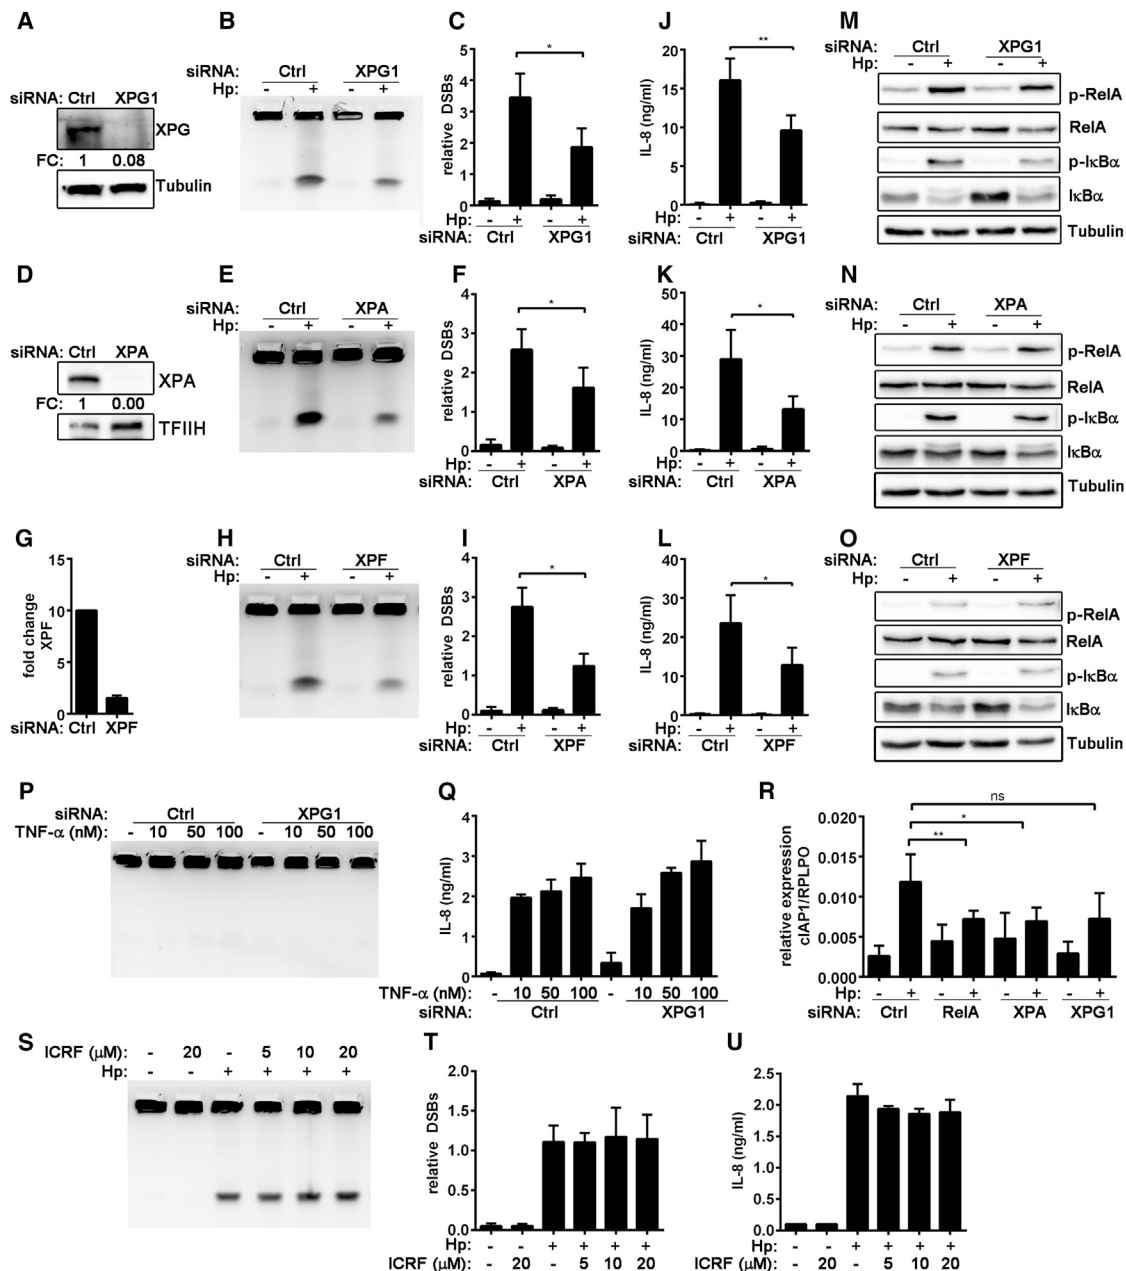 A
siRNA: Ctrl XPG1
XPG
FC: 1 0.08
Tubulin
B
siRNA: Ctrl XPG1
Hp: - + - +
C
*
relative DSBs
5
4
3
2
1
0
Hp: - + - +
siRNA: Ctrl XPG1
J
**
IL-8 (ng/ml)
20
15
10
5
0
Hp: - + - +
siRNA: Ctrl XPG1
M
siRNA: Ctrl XPG1
Hp: - + - +
p-RelA
RelA
p-IκBα
IκBα
Tubulin
D
siRNA: Ctrl XPA
XPA
FC: 1 0.00
TFIIH
E
siRNA: Ctrl XPA
Hp: - + - +
F
*
relative DSBs
4
3
2
1
0
Hp: - + - +
siRNA: Ctrl XPA
K
*
IL-8 (ng/ml)
50
40
30
20
10
0
Hp: - + - +
siRNA: Ctrl XPA
N
siRNA: Ctrl XPA
Hp: - + - +
p-RelA
RelA
p-IκBα
IκBα
Tubulin
G
fold change
XPF
15
10
5
0
siRNA: Ctrl XPF
H
siRNA: Ctrl XPF
Hp: - + - +
I
*
relative DSBs
4
3
2
1
0
Hp: - + - +
siRNA: Ctrl XPF
L
*
IL-8 (ng/ml)
40
30
20
10
0
Hp: - + - +
siRNA: Ctrl XPF
O
siRNA: Ctrl XPF
Hp: - + - +
p-RelA
RelA
p-IκBα
IκBα
Tubulin
P
siRNA: Ctrl XPG1
TNF-α (nM): - 10 50 100 - 10 50 100
Q
IL-8 (ng/ml)
4
3
2
1
0
TNF-α (nM): - 10 50 100 - 10 50 100
siRNA: Ctrl XPG1
R
ns
*
**
relative expression
cIAP1/RPLPO
0.020
0.015
0.010
0.005
0.000
Hp: - + - + - + - +
siRNA: Ctrl RelA XPA XPG1
S
ICRF (µM): - 20 - 5 10 20
Hp: - - + + + +
T
relative DSBs
2.0
1.5
1.0
0.5
0.0
Hp: - - + + + +
ICRF (µM): - 20 - 5 10 20
U
IL-8 (ng/ml)
2.5
2.0
1.5
1.0
0.5
0.0
Hp: - - + + + +
ICRF (µM): - 20 - 5 10 20